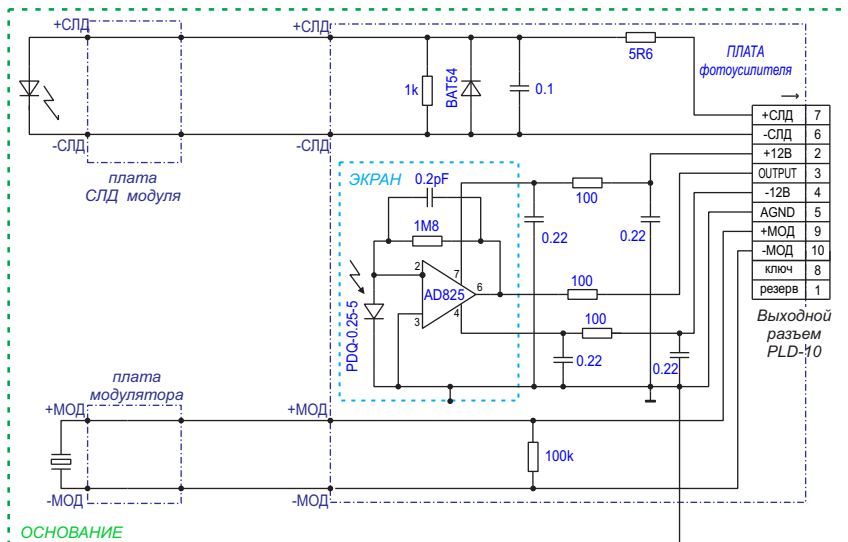 +СЛД
+СЛД
5R6
ПЛАТА
фотоусилителя
1k
BAT54
0.1
-СЛД
-СЛД
плата
СЛД модуля
+СЛД 7
-СЛД 6
+12В 2
OUTPUT 3
-12В 4
AGND 5
+МОД 9
-МОД 10
ключ 8
резерв 1
Выходной
разъем
PLD-10
ЭКРАН
0.2pF
1M8
100
0.22
0.22
2
7
AD825
6
3
4
PDQ-0.25-5
100
100
0.22
0.22
плата
модулятора
+МОД
+МОД
100k
-МОД
-МОД
ОСНОВАНИЕ